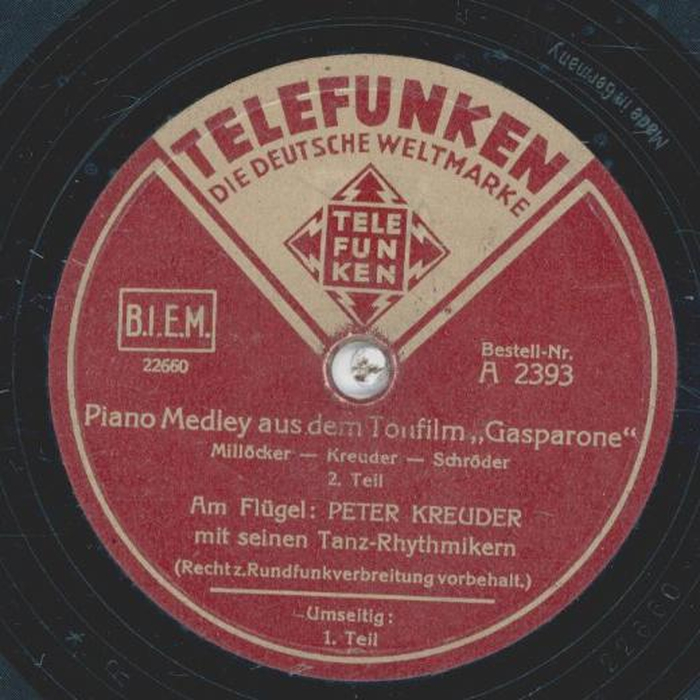 TELEFUNKEN
DIE DEUTSCHE WELTMARKE
TELE
FUN
KEN
B.I.E.M.
22660
Bestell-Nr.
A 2393
Piano Medley aus dem Tonfilm „Gasparone“
Millöcker — Kreuder — Schröder
2. Teil
Am Flügel: PETER KREUDER
mit seinen Tanz-Rhythmikern
(Recht z. Rundfunkverbreitung vorbehalt.)
Umseitig:
1. Teil
Made in Germany